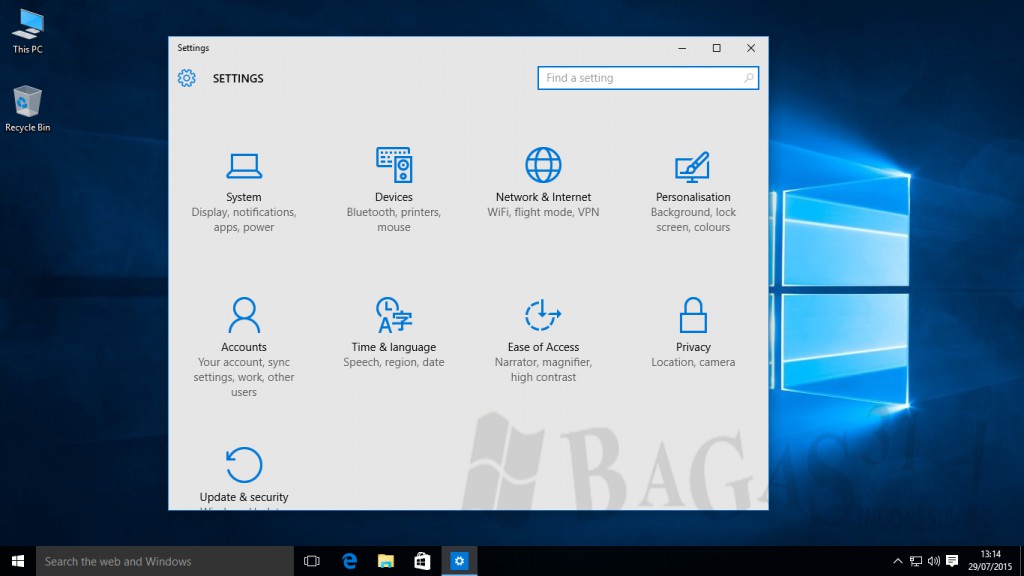 This PC
Recycle Bin
Settings
SETTINGS
Find a setting
System
Display, notifications,
apps, power
Devices
Bluetooth, printers,
mouse
Network & Internet
WiFi, flight mode, VPN
Personalisation
Background, lock
screen, colours
Accounts
Your account, sync
settings, work, other
users
Time & language
Speech, region, date
Ease of Access
Narrator, magnifier,
high contrast
Privacy
Location, camera
Update & security
BAGAS31
Search the web and Windows
13:14
29/07/2015